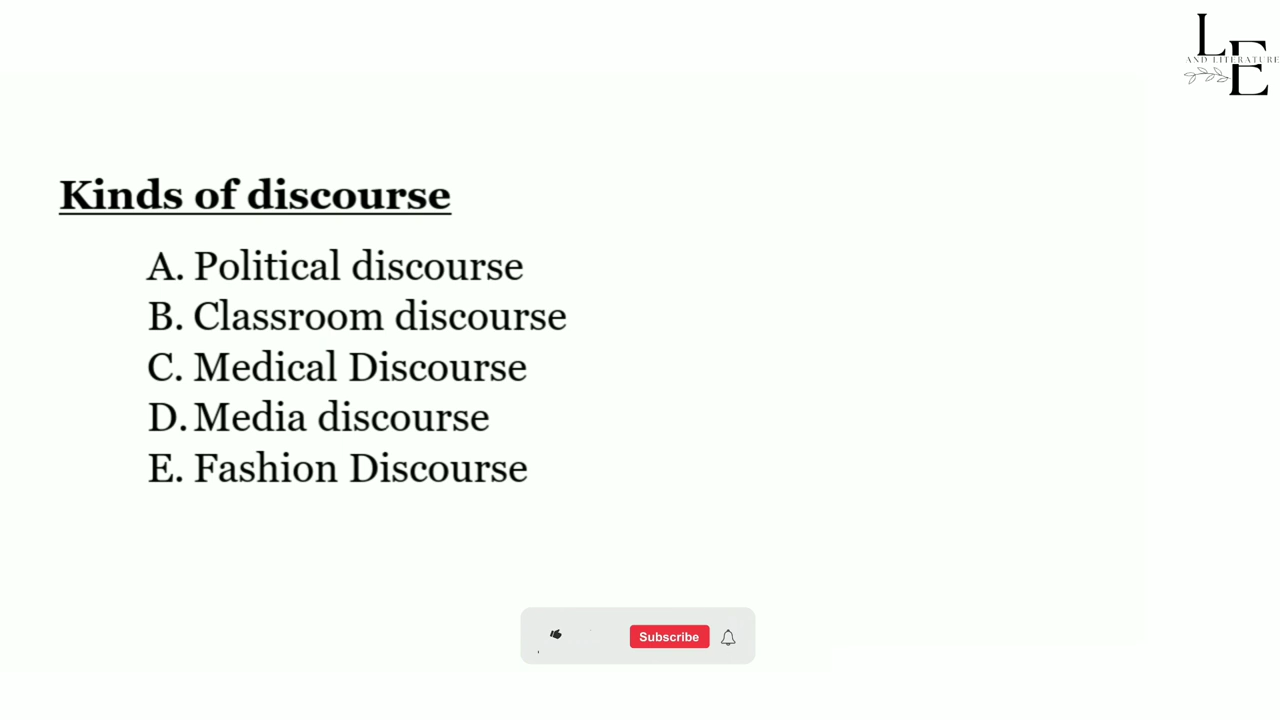 L
E
AND LITERATURE
Kinds of discourse
A. Political discourse
B. Classroom discourse
C. Medical Discourse
D. Media discourse
E. Fashion Discourse
Subscribe